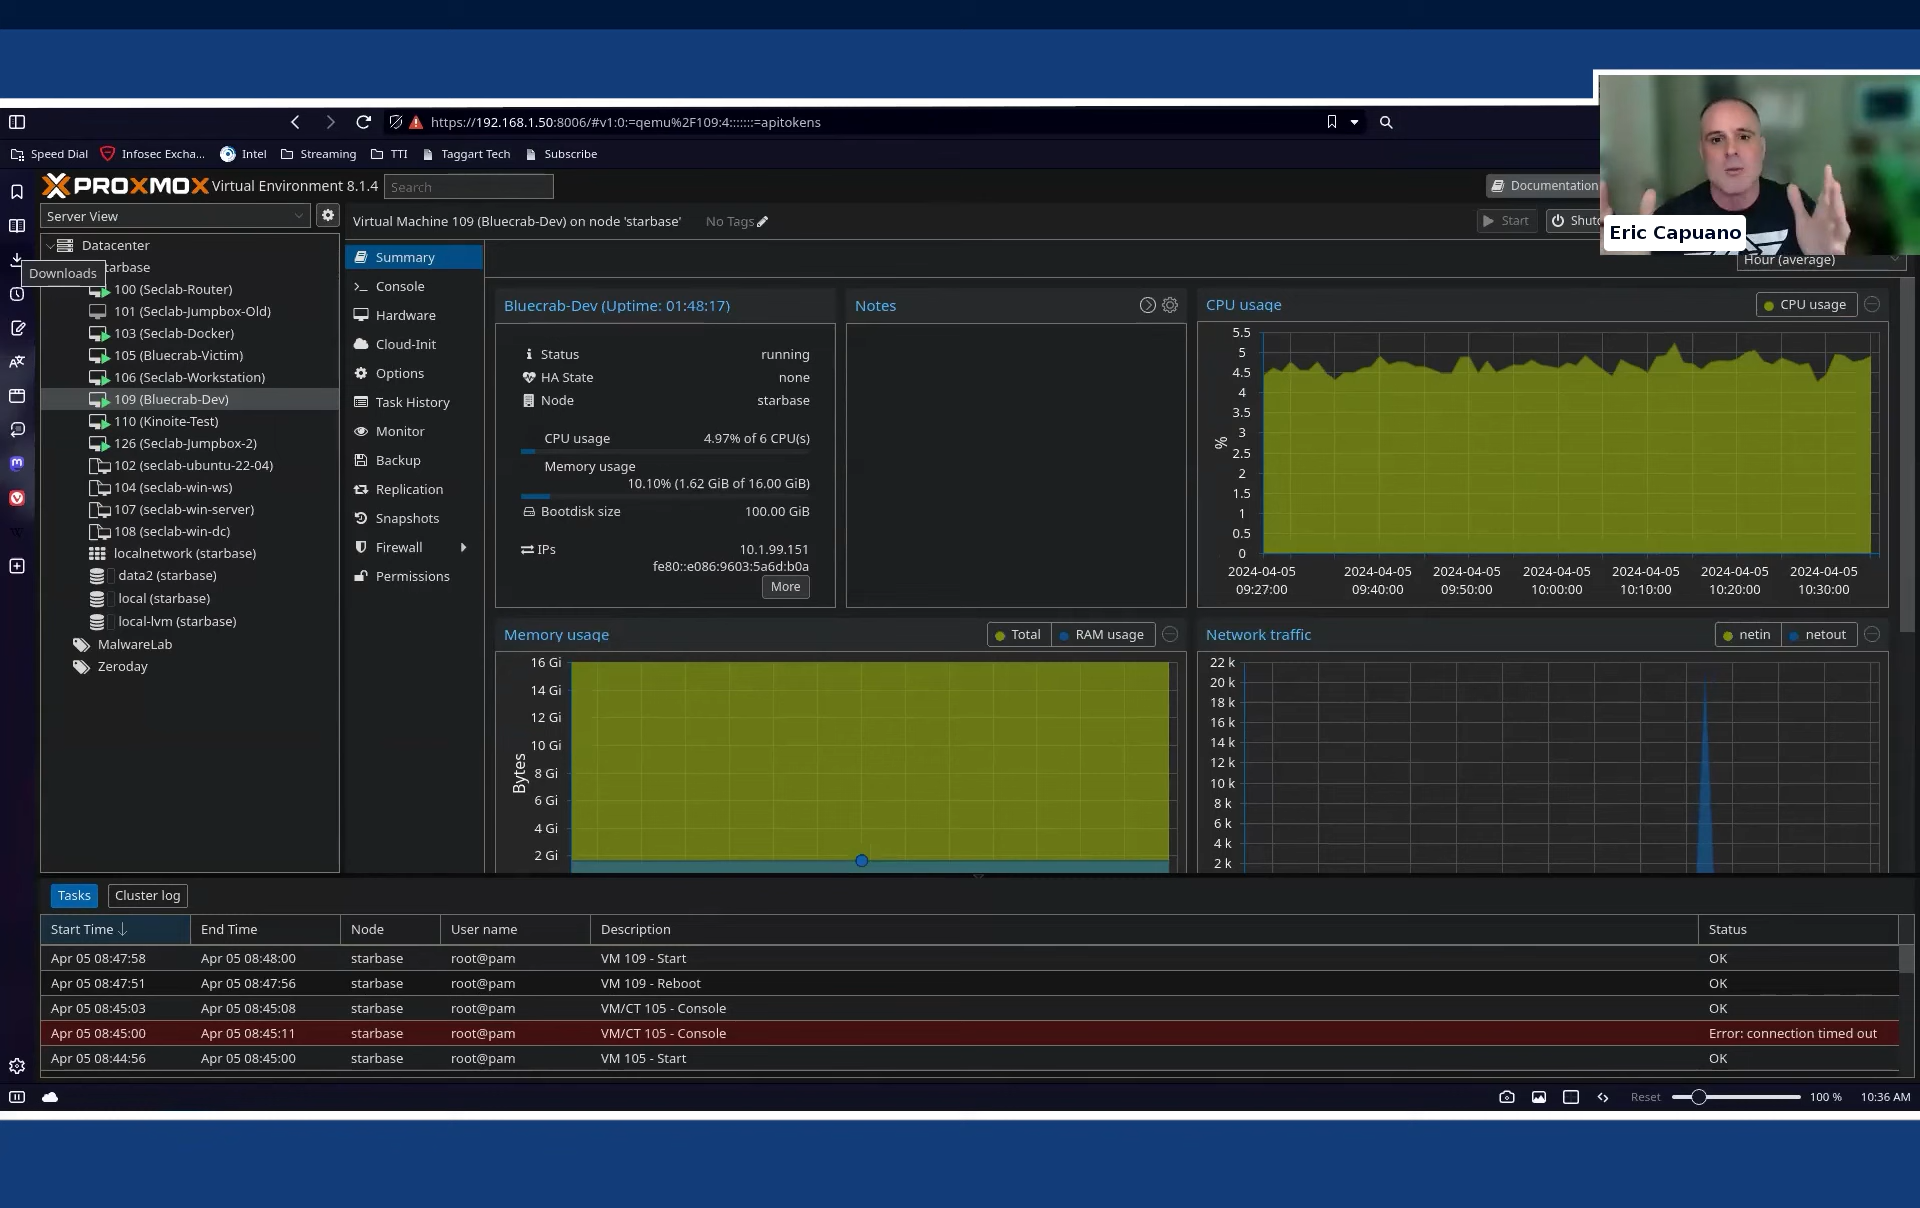 https://192.168.1.50:8006/#v1:0:=qemu%2F109:4:::::::=apitokens
Speed Dial
Infosec Excha...
Intel
Streaming
TTI
Taggart Tech
Subscribe
PROXMOX Virtual Environment 8.1.4
Search
Documentation
Server View
Virtual Machine 109 (Bluecrab-Dev) on node 'starbase'
No Tags
Start
Shut
Eric Capuano
Hour (average)
Datacenter
starbase
Downloads
100 (Seclab-Router)
101 (Seclab-Jumpbox-Old)
103 (Seclab-Docker)
105 (Bluecrab-Victim)
106 (Seclab-Workstation)
109 (Bluecrab-Dev)
110 (Kinoite-Test)
126 (Seclab-Jumpbox-2)
102 (seclab-ubuntu-22-04)
104 (seclab-win-ws)
107 (seclab-win-server)
108 (seclab-win-dc)
localnetwork (starbase)
data2 (starbase)
local (starbase)
local-lvm (starbase)
MalwareLab
Zeroday
Summary
Console
Hardware
Cloud-Init
Options
Task History
Monitor
Backup
Replication
Snapshots
Firewall
Permissions
Bluecrab-Dev (Uptime: 01:48:17)
Status running
HA State none
Node starbase
CPU usage 4.97% of 6 CPU(s)
Memory usage
10.10% (1.62 GiB of 16.00 GiB)
Bootdisk size 100.00 GiB
IPs 10.1.99.151
fe80::e086:9603:5a6d:b0a
More
Notes
CPU usage
CPU usage
5.5
5
4.5
4
3.5
3
2.5
2
1.5
1
0.5
0
%
2024-04-05 2024-04-05 2024-04-05 2024-04-05 2024-04-05 2024-04-05 2024-04-05
09:27:00 09:40:00 09:50:00 10:00:00 10:10:00 10:20:00 10:30:00
Memory usage
Total RAM usage
16 Gi
14 Gi
12 Gi
10 Gi
8 Gi
6 Gi
4 Gi
2 Gi
Bytes
Network traffic
netin netout
22 k
20 k
18 k
16 k
14 k
12 k
10 k
8 k
6 k
4 k
2 k
Tasks
Cluster log
Start Time End Time Node User name Description Status
Apr 05 08:47:58 Apr 05 08:48:00 starbase root@pam VM 109 - Start OK
Apr 05 08:47:51 Apr 05 08:47:56 starbase root@pam VM 109 - Reboot OK
Apr 05 08:45:03 Apr 05 08:45:08 starbase root@pam VM/CT 105 - Console OK
Apr 05 08:45:00 Apr 05 08:45:11 starbase root@pam VM/CT 105 - Console Error: connection timed out
Apr 05 08:44:56 Apr 05 08:45:00 starbase root@pam VM 105 - Start OK
Reset
100 %
10:36 AM